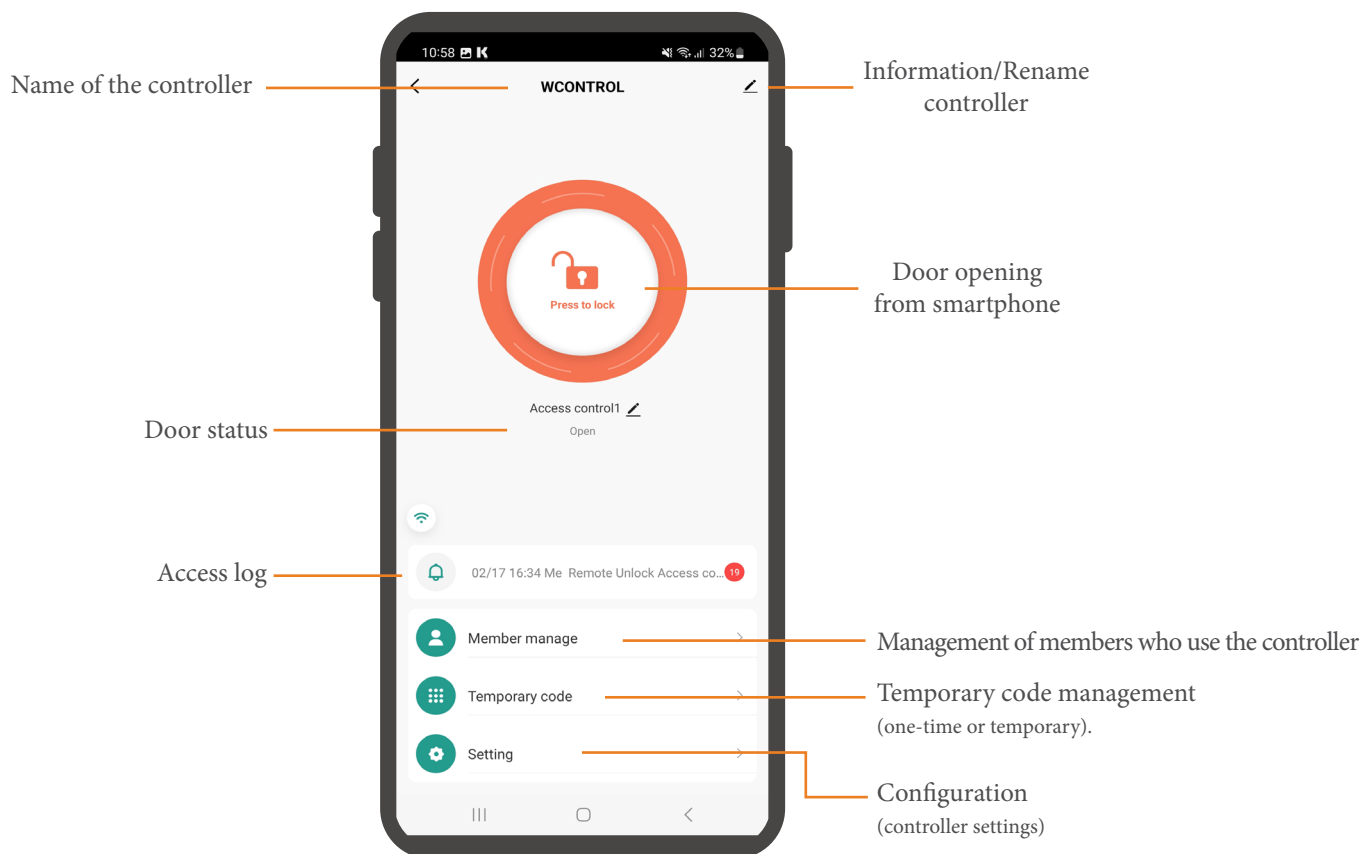 10:58 K 32%
Name of the controller
WCONTROL
Information/Rename
controller
Press to lock
Door opening
from smartphone
Access control1
Door status
Open
Access log
02/17 16:34 Me Remote Unlock Access co... 19
Member manage
Management of members who use the controller
Temporary code
Temporary code management
(one-time or temporary).
Setting
Configuration
(controller settings)